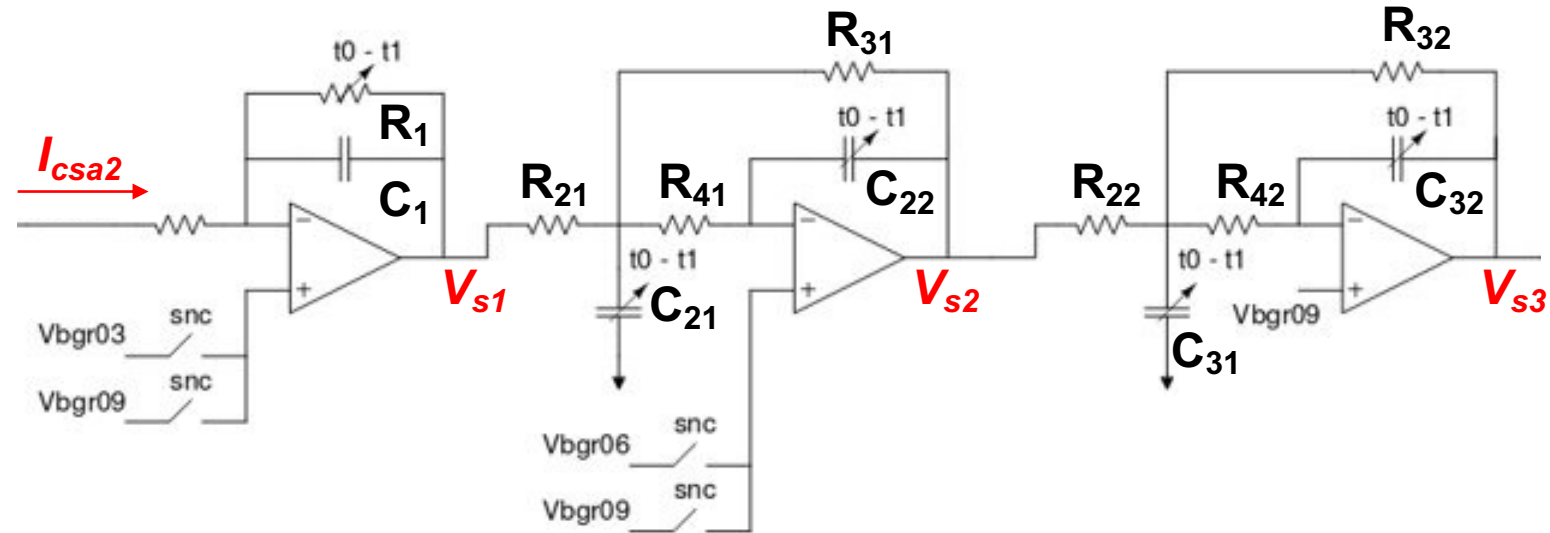 t0 - t1
R1
C1
Icsa2
Vs1
Vbgr03
snc
Vbgr09
snc
R31
t0 - t1
C22
R21
R41
t0 - t1
C21
Vs2
Vbgr06
snc
Vbgr09
snc
R32
t0 - t1
C32
R22
R42
t0 - t1
C31
Vbgr09
Vs3